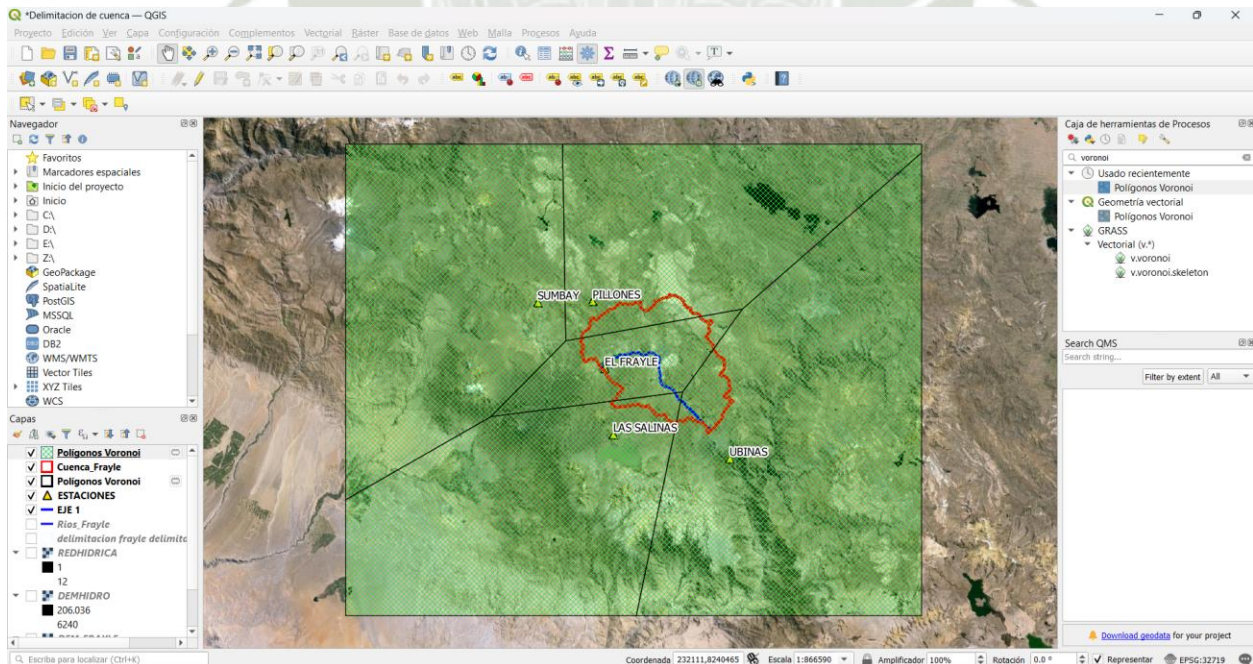 *Delimitacion de cuenca — QGIS
Proyecto Edición Ver Capa Configuración Complementos Vectorial Ráster Base de datos Web Malla Procesos Ayuda
Navegador
Favoritos
Marcadores espaciales
Inicio del proyecto
Inicio
C:\
D:\
E:\
Z:\
GeoPackage
SpatiaLite
PostGIS
MSSQL
Oracle
DB2
WMS/WMTS
Vector Tiles
XYZ Tiles
WCS
Capas
Polígonos Voronoi
Cuenca_Frayle
Polígonos Voronoi
ESTACIONES
EJE 1
Rios_Frayle
delimitacion frayle delimitc
REDHIDRICA
1
12
DEMHIDRO
206.036
6240
SUMBAY
PILLONES
EL FRAYLE
LAS SALINAS
UBINAS
Caja de herramientas de Procesos
voronoi
Usado recientemente
Polígonos Voronoi
Geometría vectorial
Polígonos Voronoi
GRASS
Vectorial (v.*)
v.voronoi
v.voronoi.skeleton
Search QMS
Search string...
Filter by extent All
Download geodata for your project
Escriba para localizar (Ctrl+K)
Coordenada 232111,8240465 Escala 1:866590 Amplificador 100% Rotación 0.0 ° Representar EPSG:32719